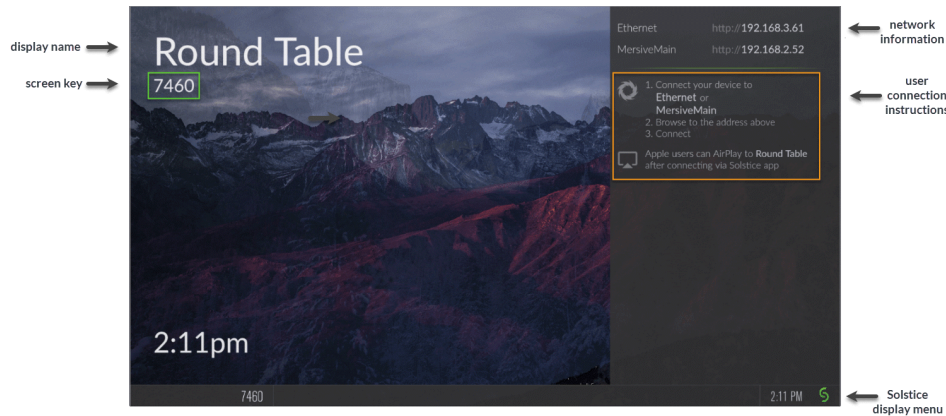 display name
screen key
Round Table
7460
2:11pm
Ethernet http://192.168.3.61
MersiveMain http://192.168.2.52
1. Connect your device to
Ethernet or
MersiveMain
2. Browse to the address above
3. Connect
Apple users can AirPlay to Round Table
after connecting via Solstice app
network
information
user
connection
instructions
7460
2:11 PM
Solstice
display menu